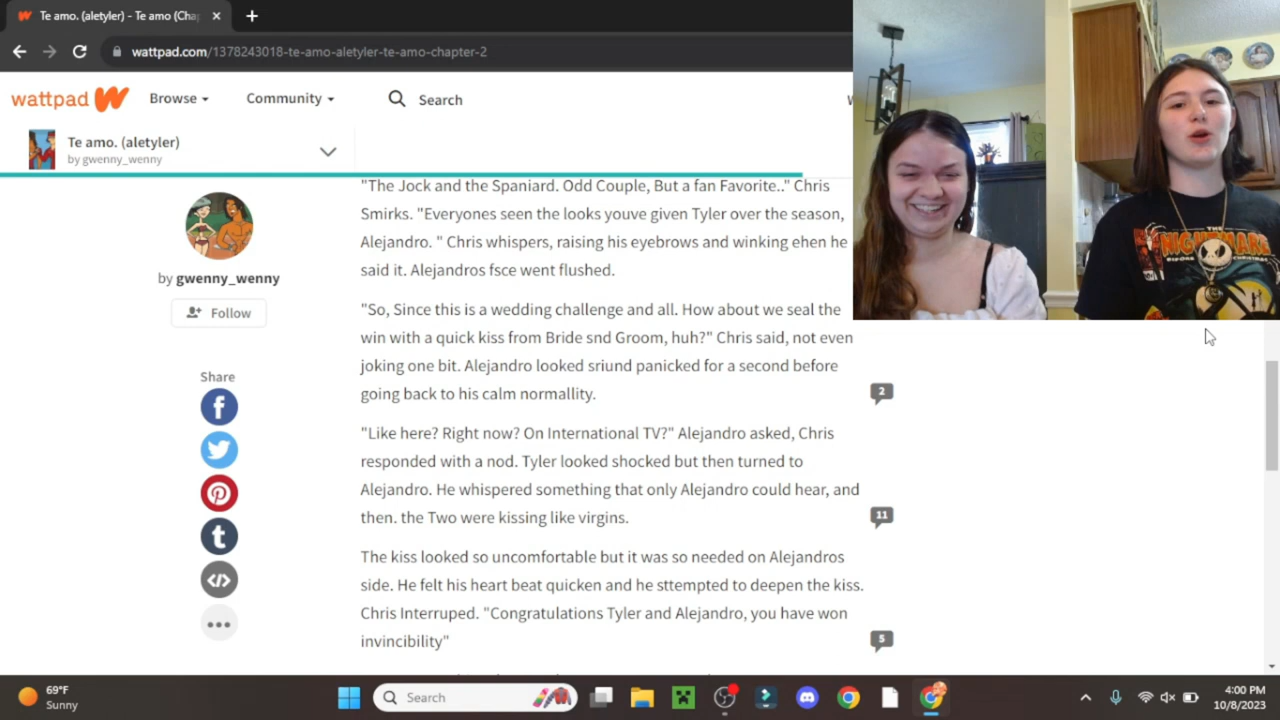 Te amo. (aletyler) - Te amo (Cha
wattpad.com/1378243018-te-amo-aletyler-te-amo-chapter-2
wattpad Browse Community Search
Te amo. (aletyler)
by gwenny_wenny
by gwenny_wenny
Follow
Share
"The Jock and the Spaniard. Odd Couple, But a fan Favorite.." Chris
Smirks. "Everyones seen the looks youve given Tyler over the season,
Alejandro. " Chris whispers, raising his eyebrows and winking ehen he
said it. Alejandros fsce went flushed.
"So, Since this is a wedding challenge and all. How about we seal the
win with a quick kiss from Bride snd Groom, huh?" Chris said, not even
joking one bit. Alejandro looked sriund panicked for a second before
going back to his calm normallity.
2
"Like here? Right now? On International TV?" Alejandro asked, Chris
responded with a nod. Tyler looked shocked but then turned to
Alejandro. He whispered something that only Alejandro could hear, and
then. the Two were kissing like virgins.
11
The kiss looked so uncomfortable but it was so needed on Alejandros
side. He felt his heart beat quicken and he sttempted to deepen the kiss.
Chris Interruped. "Congratulations Tyler and Alejandro, you have won
invincibility"
5
THE
NIGHTMARE
BEFORE CHRISTMAS
69°F
Sunny
Search
4:00 PM
10/8/2023